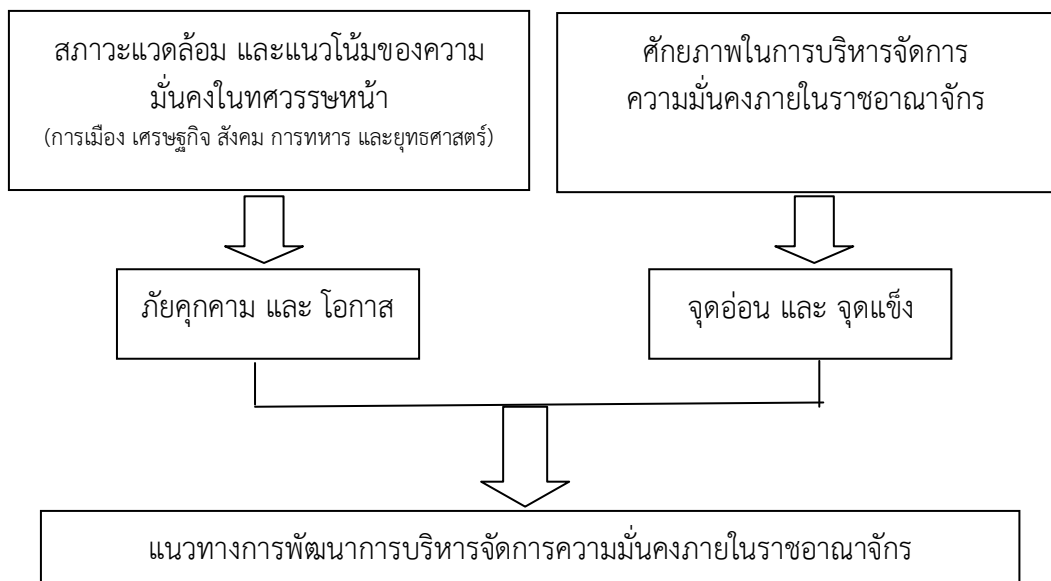 สภาวะแวดล้อม และแนวโน้มของความ
มั่นคงในทศวรรษหน้า
(การเมือง เศรษฐกิจ สังคม การทหาร และยุทธศาสตร์)
ศักยภาพในการบริหารจัดการ
ความมั่นคงภายในราชอาณาจักร
ภัยคุกคาม และ โอกาส
จุดอ่อน และ จุดแข็ง
แนวทางการพัฒนาการบริหารจัดการความมั่นคงภายในราชอาณาจักร